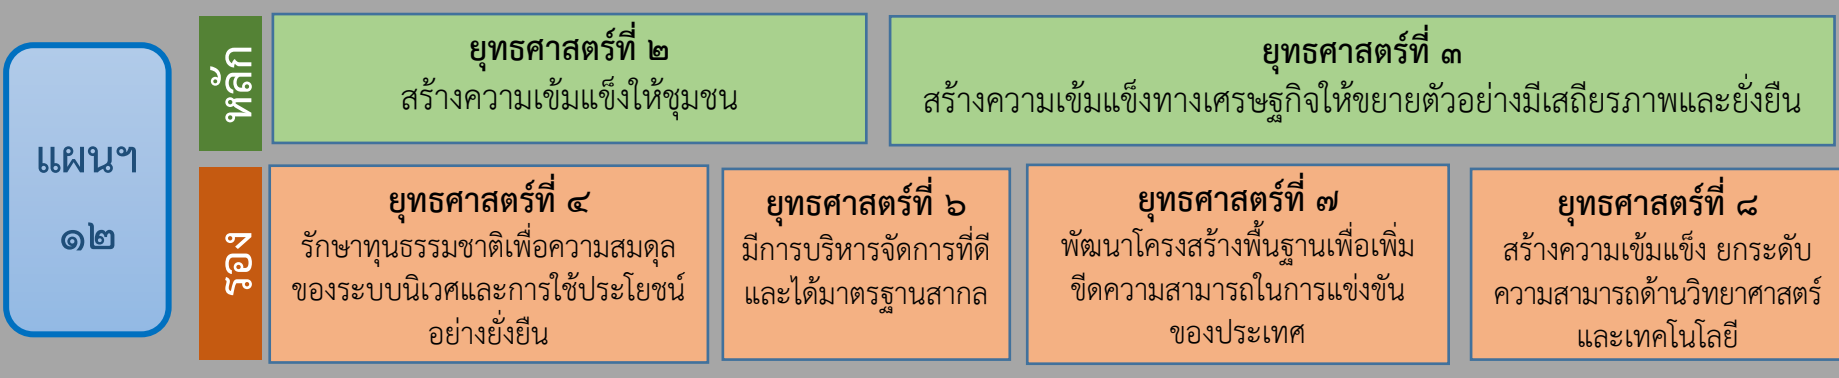 แผนฯ
๑๒
หลัก
ยุทธศาสตร์ที่ ๒
สร้างความเข้มแข็งให้ชุมชน
ยุทธศาสตร์ที่ ๓
สร้างความเข้มแข็งทางเศรษฐกิจให้ขยายตัวอย่างมีเสถียรภาพและยั่งยืน
รอง
ยุทธศาสตร์ที่ ๔
รักษาทุนธรรมชาติเพื่อความสมดุล
ของระบบนิเวศและการใช้ประโยชน์
อย่างยั่งยืน
ยุทธศาสตร์ที่ ๖
มีการบริหารจัดการที่ดี
และได้มาตรฐานสากล
ยุทธศาสตร์ที่ ๗
พัฒนาโครงสร้างพื้นฐานเพื่อเพิ่ม
ขีดความสามารถในการแข่งขัน
ของประเทศ
ยุทธศาสตร์ที่ ๘
สร้างความเข้มแข็ง ยกระดับ
ความสามารถด้านวิทยาศาสตร์
และเทคโนโลยี